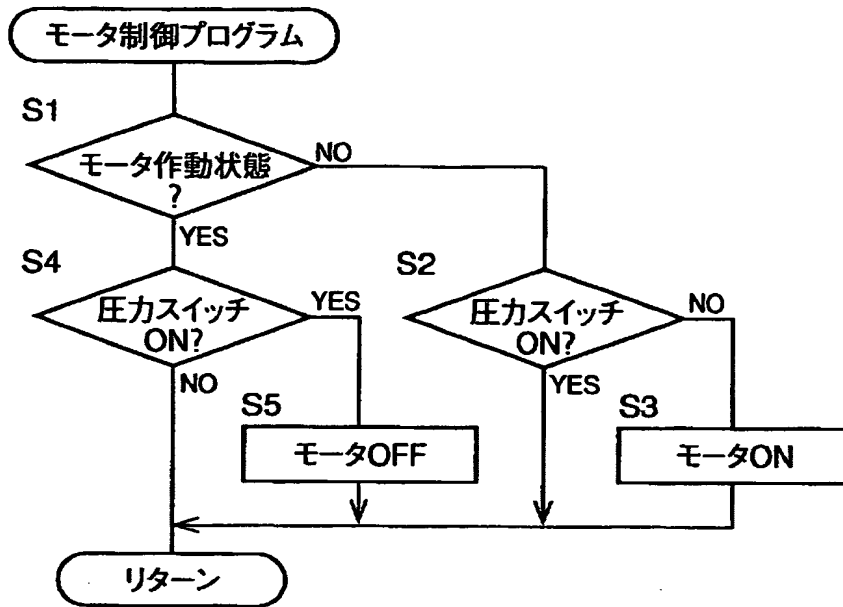 モータ制御プログラム
S1
モータ作動状態
?
NO
YES
S4
圧力スイッチ
ON?
YES
NO
S2
圧力スイッチ
ON?
NO
YES
S5
モータOFF
S3
モータON
リターン